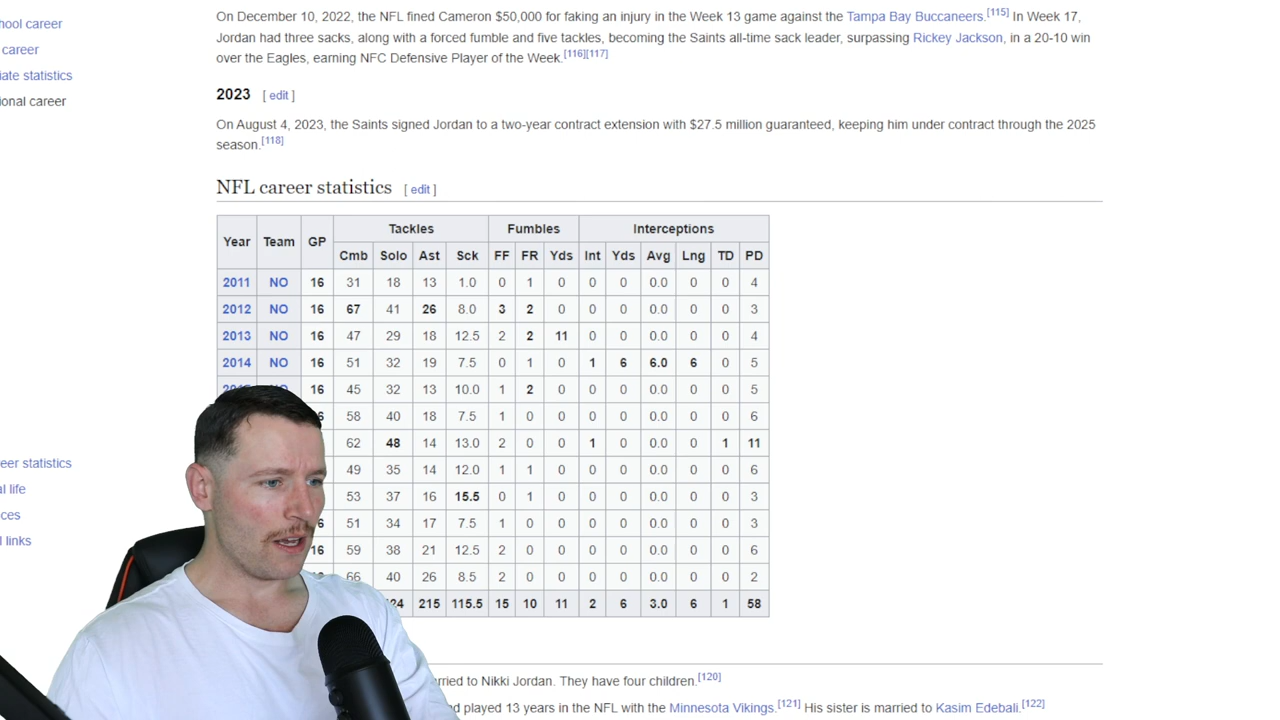 hool career
career
iate statistics
ional career
On December 10, 2022, the NFL fined Cameron $50,000 for faking an injury in the Week 13 game against the Tampa Bay Buccaneers.[115] In Week 17,
Jordan had three sacks, along with a forced fumble and five tackles, becoming the Saints all-time sack leader, surpassing Rickey Jackson, in a 20-10 win
over the Eagles, earning NFC Defensive Player of the Week.[116][117]
2023 [ edit ]
On August 4, 2023, the Saints signed Jordan to a two-year contract extension with $27.5 million guaranteed, keeping him under contract through the 2025
season.[118]
NFL career statistics [ edit ]
Year Team GP Tackles Fumbles Interceptions
Cmb Solo Ast Sck FF FR Yds Int Yds Avg Lng TD PD
2011 NO 16 31 18 13 1.0 0 1 0 0 0 0.0 0 0 4
2012 NO 16 67 41 26 8.0 3 2 0 0 0 0.0 0 0 3
2013 NO 16 47 29 18 12.5 2 2 11 0 0 0.0 0 0 4
2014 NO 16 51 32 19 7.5 0 1 0 1 6 6.0 6 0 5
16 45 32 13 10.0 1 2 0 0 0 0.0 0 0 5
6 58 40 18 7.5 1 0 0 0 0 0.0 0 0 6
62 48 14 13.0 2 0 0 1 0 0.0 0 1 11
49 35 14 12.0 1 1 0 0 0 0.0 0 0 6
53 37 16 15.5 0 1 0 0 0 0.0 0 0 3
6 51 34 17 7.5 1 0 0 0 0 0.0 0 0 3
16 59 38 21 12.5 2 0 0 0 0 0.0 0 0 6
66 40 26 8.5 2 0 0 0 0 0.0 0 0 2
24 215 115.5 15 10 11 2 6 3.0 6 1 58
eer statistics
al life
ces
l links
rried to Nikki Jordan. They have four children.[120]
d played 13 years in the NFL with the Minnesota Vikings.[121] His sister is married to Kasim Edebali.[122]